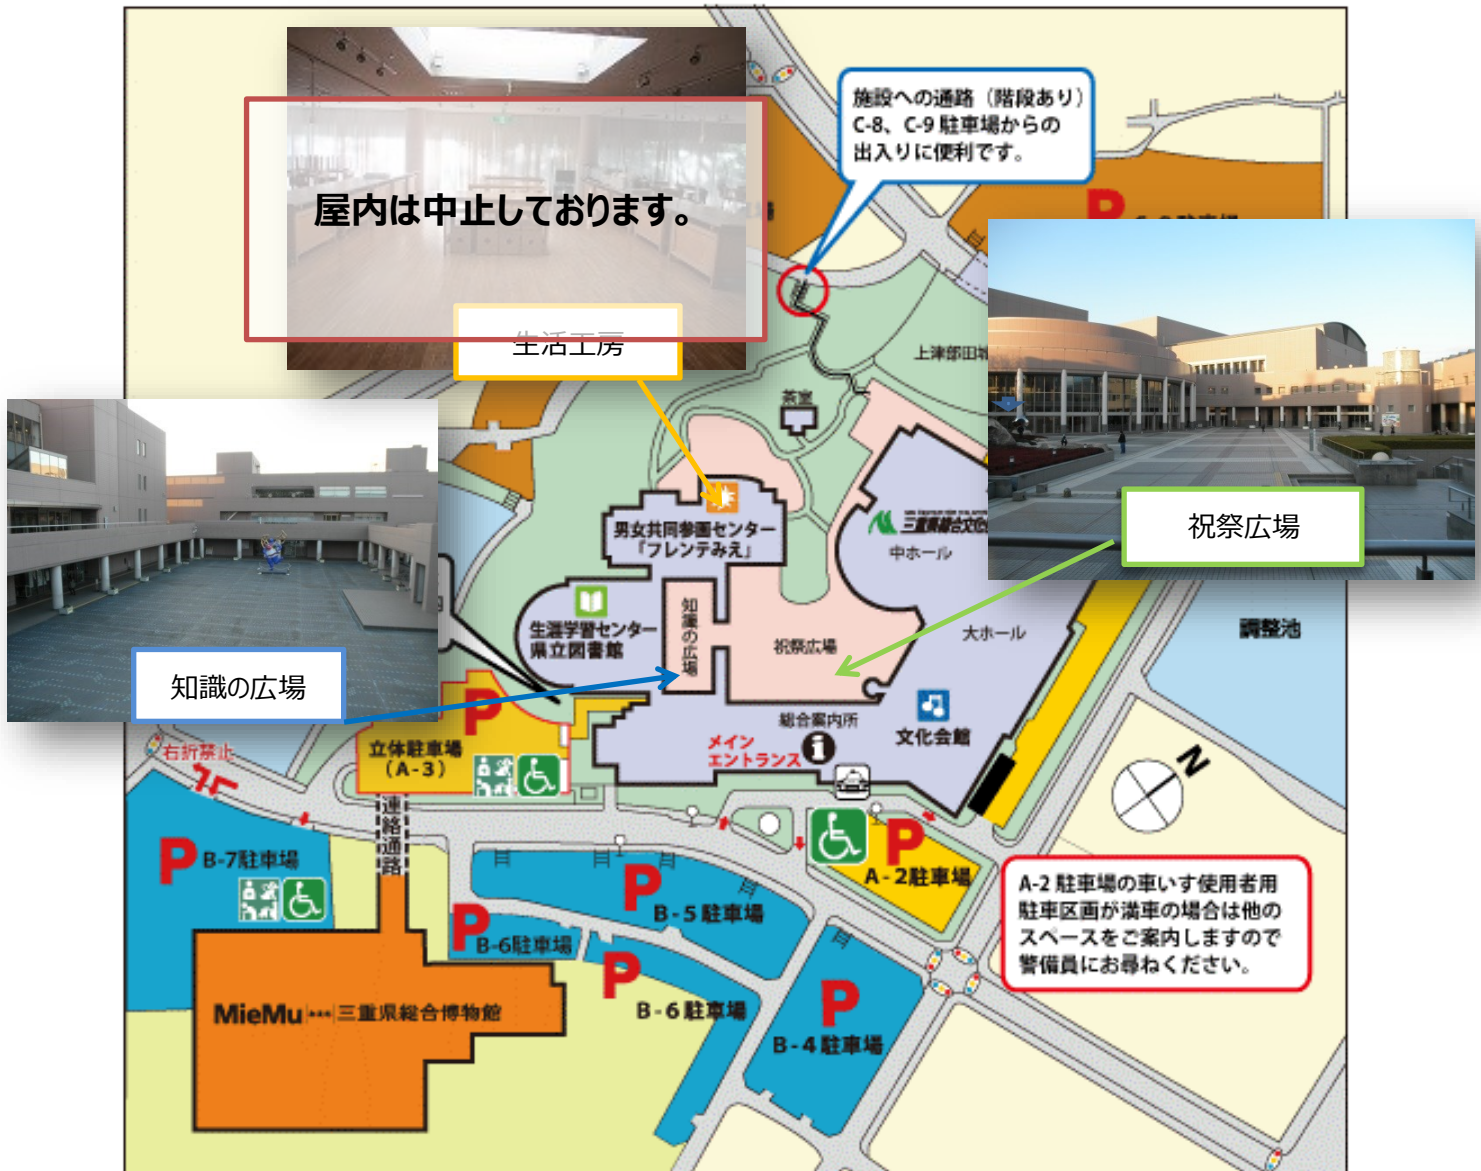 施設への通路（階段あり）
C-8、C-9 駐車場からの
出入りに便利です。
屋内は中止しております。
生活工房
上津部田城
茶室
男女共同参画センター
「フレンテみえ」
三重県総合文化
中ホール
祝祭広場
調整池
生涯学習センター
県立図書館
知識の広場
祝祭広場
大ホール
知識の広場
P
立体駐車場
（A-3）
総合案内所
メイン
エントランス
文化会館
N
右折禁止
連絡通路
P
B-7駐車場
P
B-5 駐車場
P
A-2駐車場
P
B-6駐車場
P
B-6 駐車場
P
B-4 駐車場
P
A-2 駐車場の車いす使用者用
駐車区画が満車の場合は他の
スペースをご案内しますので
警備員にお尋ねください。
MieMu
三重県総合博物館